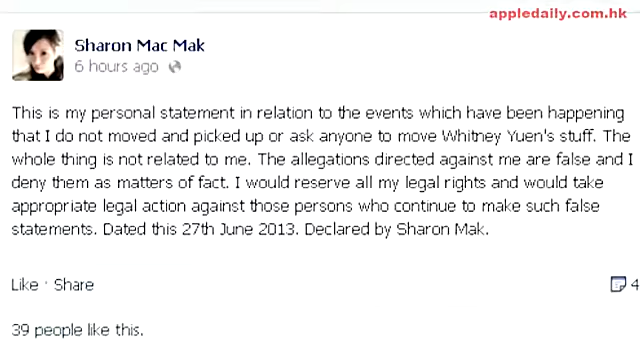 appledaily.com.hk
Sharon Mac Mak
6 hours ago
This is my personal statement in relation to the events which have been happening
that I do not moved and picked up or ask anyone to move Whitney Yuen's stuff. The
whole thing is not related to me. The allegations directed against me are false and I
deny them as matters of fact. I would reserve all my legal rights and would take
appropriate legal action against those persons who continue to make such false
statements. Dated this 27th June 2013. Declared by Sharon Mak.
Like · Share 4
39 people like this.